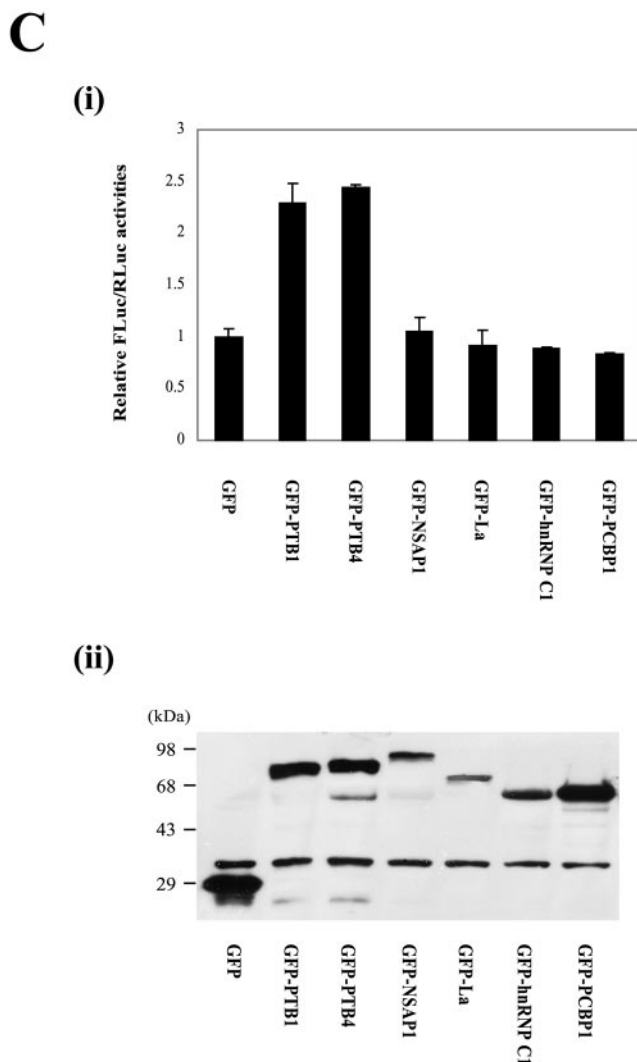 C
(i)
Relative FLuc/RLuc activities
3
2.5
2
1.5
1
0.5
0
GFP
GFP-PTB1
GFP-PTB4
GFP-NSAP1
GFP-La
GFP-hnRNP C1
GFP-PCBP1
(ii)
(kDa)
98
68
43
29
GFP
GFP-PTB1
GFP-PTB4
GFP-NSAP1
GFP-La
GFP-hnRNP C1
GFP-PCBP1